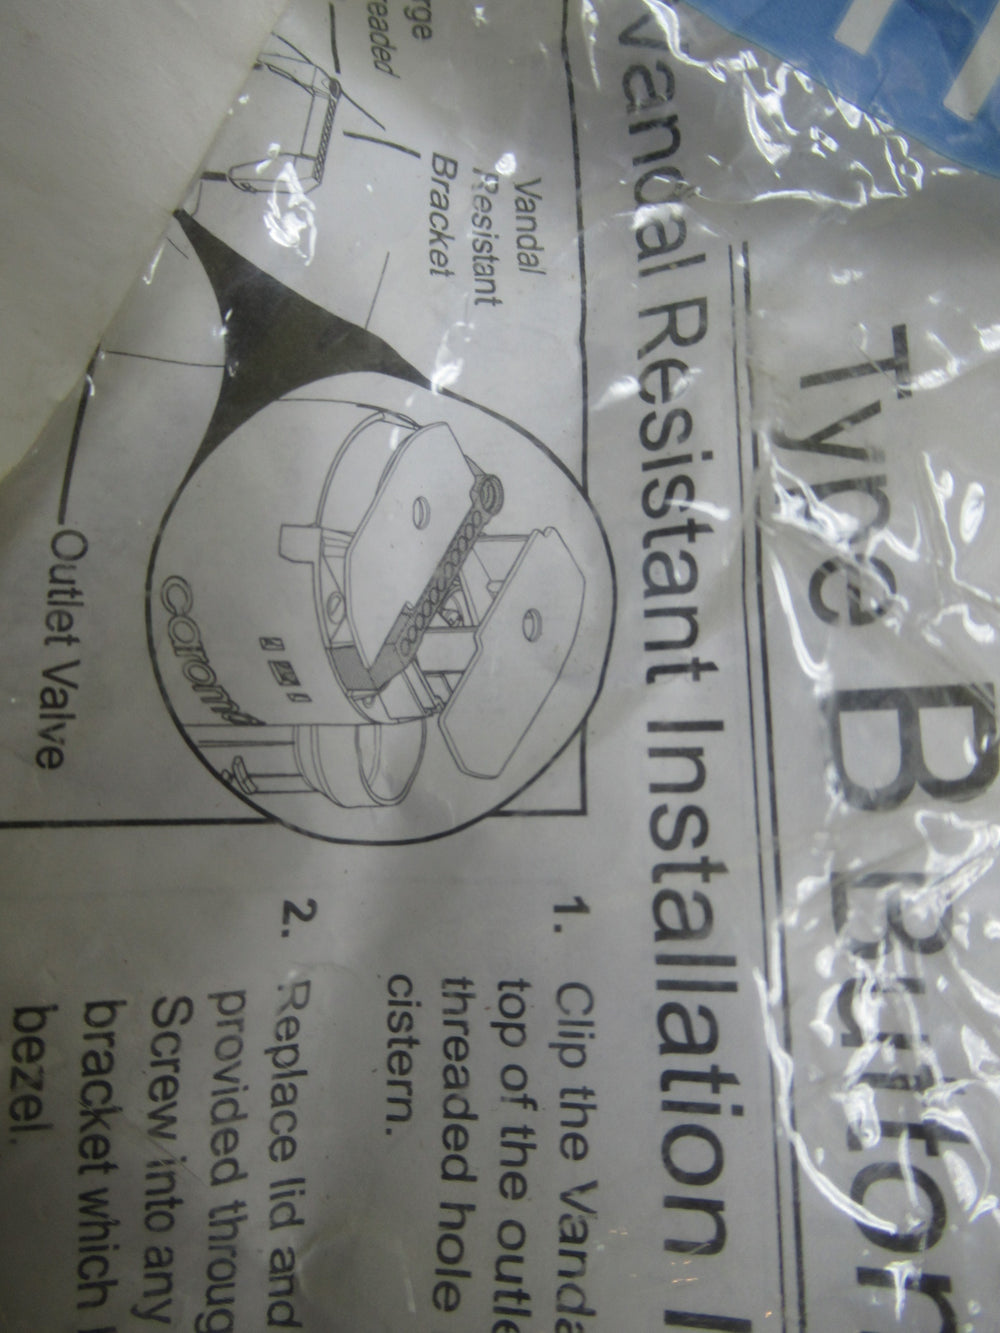 Type B Button
Vandal Resistant Installation I
Vandal
Resistant
Bracket
caroma
Outlet Valve
1. Clip the Vanda
top of the outle
threaded hole
cistern.
2. Replace lid and
provided throug
Screw into any
bracket which
bezel.